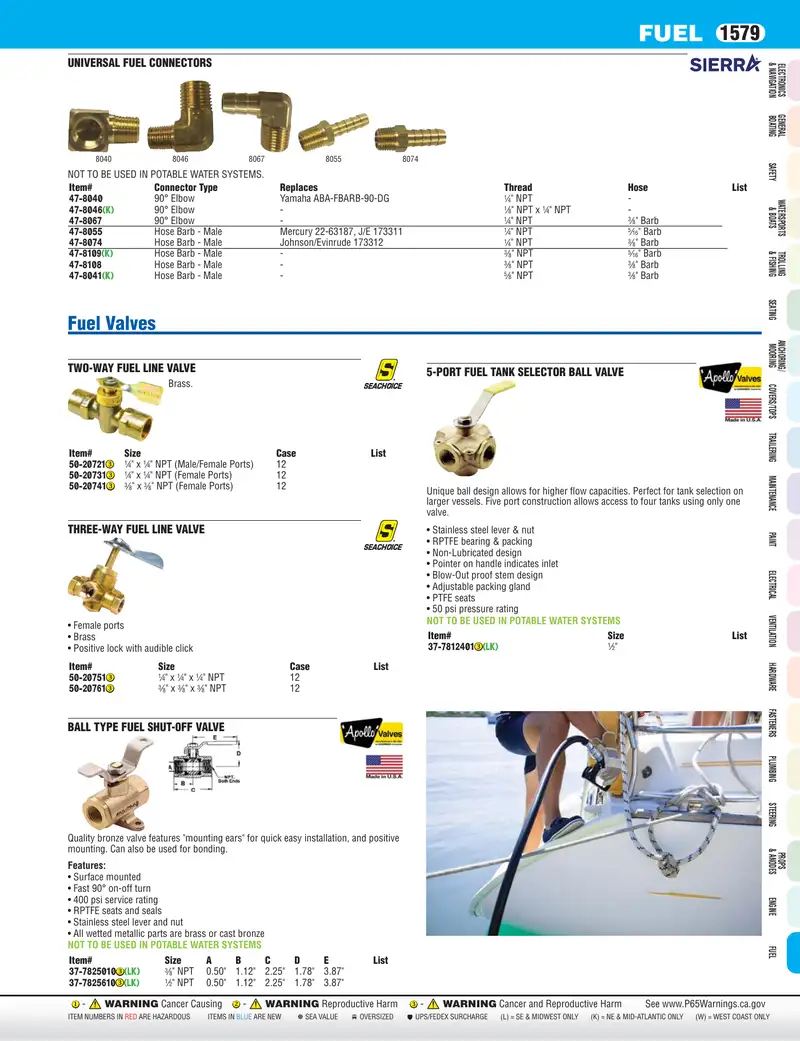 FUEL 1579
UNIVERSAL FUEL CONNECTORS
SIERRA
8040 8046 8067 8055 8074
NOT TO BE USED IN POTABLE WATER SYSTEMS.
Item# Connector Type Replaces Thread Hose List
47-8040 90° Elbow Yamaha ABA-FBARB-90-DG ¼" NPT -
47-8046(K) 90° Elbow - ⅛" NPT x ¼" NPT -
47-8067 90° Elbow - ¼" NPT ⅜" Barb
47-8055 Hose Barb - Male Mercury 22-63187, J/E 173311 ¼" NPT 5⁄16" Barb
47-8074 Hose Barb - Male Johnson/Evinrude 173312 ¼" NPT ⅜" Barb
47-8109(K) Hose Barb - Male - ⅜" NPT 5⁄16" Barb
47-8108 Hose Barb - Male - ⅜" NPT ⅜" Barb
47-8041(K) Hose Barb - Male - ⅜" NPT ⅜" Barb
Fuel Valves
TWO-WAY FUEL LINE VALVE
SEACHOICE
Brass.
Item# Size Case List
50-20721 3 ¼" x ¼" NPT (Male/Female Ports) 12
50-20731 3 ¼" x ¼" NPT (Female Ports) 12
50-20741 3 ⅜" x ⅜" NPT (Female Ports) 12
THREE-WAY FUEL LINE VALVE
SEACHOICE
• Female ports
• Brass
• Positive lock with audible click
Item# Size Case List
50-20751 3 ¼" x ¼" x ¼" NPT 12
50-20761 3 ⅜" x ⅜" x ⅜" NPT 12
BALL TYPE FUEL SHUT-OFF VALVE
'Apollo' Valves
Made in U.S.A.
E
D
A
B
C
NPT
Both Ends
Quality bronze valve features "mounting ears" for quick easy installation, and positive
mounting. Can also be used for bonding.
Features:
• Surface mounted
• Fast 90° on-off turn
• 400 psi service rating
• RPTFE seats and seals
• Stainless steel lever and nut
• All wetted metallic parts are brass or cast bronze
NOT TO BE USED IN POTABLE WATER SYSTEMS
Item# Size A B C D E List
37-7825010 3 (LK) ⅜" NPT 0.50" 1.12" 2.25" 1.78" 3.87"
37-7825610 3 (LK) ½" NPT 0.50" 1.12" 2.25" 1.78" 3.87"
5-PORT FUEL TANK SELECTOR BALL VALVE
'Apollo' Valves
Made in U.S.A.
Unique ball design allows for higher flow capacities. Perfect for tank selection on
larger vessels. Five port construction allows access to four tanks using only one
valve.
• Stainless steel lever & nut
• RPTFE bearing & packing
• Non-Lubricated design
• Pointer on handle indicates inlet
• Blow-Out proof stem design
• Adjustable packing gland
• PTFE seats
• 50 psi pressure rating
NOT TO BE USED IN POTABLE WATER SYSTEMS
Item# Size List
37-7812401 3 (LK) ½"
ELECTRONICS
& NAVIGATION
GENERAL
BOATING
SAFETY
WATERSPORTS
& BOATS
TROLLING
& FISHING
SEATING
ANCHORING/
MOORING
COVERS,TOPS
TRAILERING
MAINTENANCE
PAINT
ELECTRICAL
VENTILATION
HARDWARE
FASTENERS
PLUMBING
STEERING
PROPS
& ANODES
ENGINE
FUEL
1 - WARNING Cancer Causing 2 - WARNING Reproductive Harm 3 - WARNING Cancer and Reproductive Harm See www.P65Warnings.ca.gov
ITEM NUMBERS IN RED ARE HAZARDOUS ITEMS IN BLUE ARE NEW SEA VALUE OVERSIZED UPS/FEDEX SURCHARGE (L) = SE & MIDWEST ONLY (K) = NE & MID-ATLANTIC ONLY (W) = WEST COAST ONLY